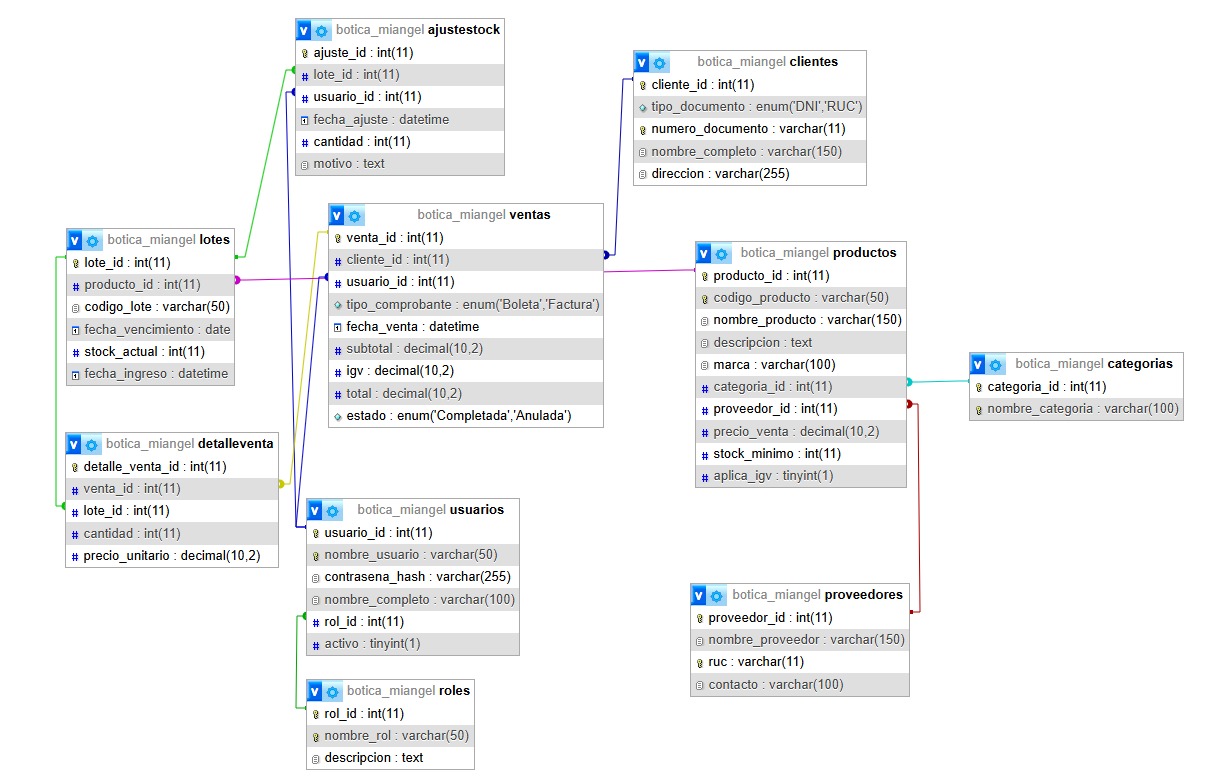 botica_miangel ajustestock
ajuste_id : int(11)
lote_id : int(11)
usuario_id : int(11)
fecha_ajuste : datetime
cantidad : int(11)
motivo : text
botica_miangel clientes
cliente_id : int(11)
tipo_documento : enum('DNI','RUC')
numero_documento : varchar(11)
nombre_completo : varchar(150)
direccion : varchar(255)
botica_miangel ventas
venta_id : int(11)
cliente_id : int(11)
usuario_id : int(11)
tipo_comprobante : enum('Boleta','Factura')
fecha_venta : datetime
subtotal : decimal(10,2)
igv : decimal(10,2)
total : decimal(10,2)
estado : enum('Completada','Anulada')
botica_miangel lotes
lote_id : int(11)
producto_id : int(11)
codigo_lote : varchar(50)
fecha_vencimiento : date
stock_actual : int(11)
fecha_ingreso : datetime
botica_miangel productos
producto_id : int(11)
codigo_producto : varchar(50)
nombre_producto : varchar(150)
descripcion : text
marca : varchar(100)
categoria_id : int(11)
proveedor_id : int(11)
precio_venta : decimal(10,2)
stock_minimo : int(11)
aplica_igv : tinyint(1)
botica_miangel categorias
categoria_id : int(11)
nombre_categoria : varchar(100)
botica_miangel detalleventa
detalle_venta_id : int(11)
venta_id : int(11)
lote_id : int(11)
cantidad : int(11)
precio_unitario : decimal(10,2)
botica_miangel usuarios
usuario_id : int(11)
nombre_usuario : varchar(50)
contrasena_hash : varchar(255)
nombre_completo : varchar(100)
rol_id : int(11)
activo : tinyint(1)
botica_miangel proveedores
proveedor_id : int(11)
nombre_proveedor : varchar(150)
ruc : varchar(11)
contacto : varchar(100)
botica_miangel roles
rol_id : int(11)
nombre_rol : varchar(50)
descripcion : text